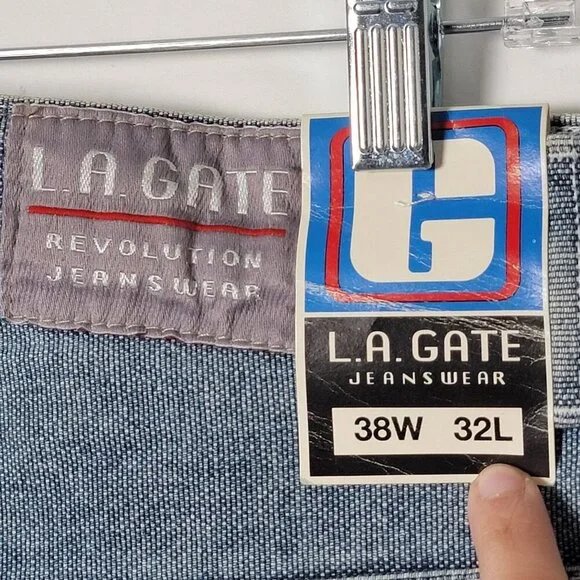 L.A. GATE
REVOLUTION
JEANSWEAR
G
L.A. GATE
JEANSWEAR
38W 32L